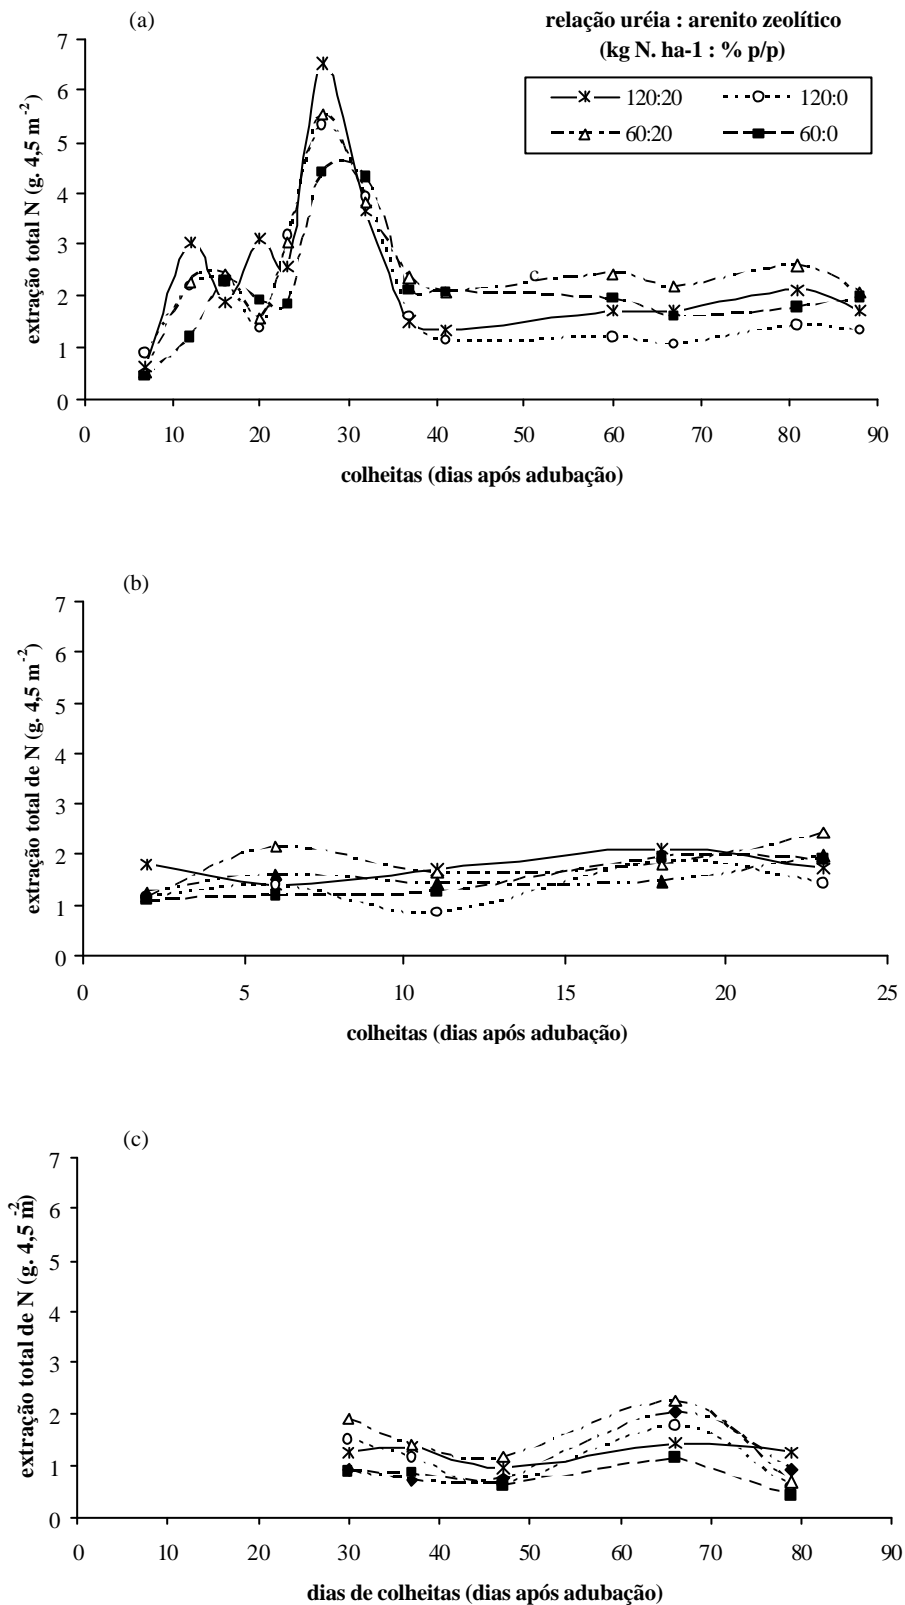 (a)
relação uréia : arenito zeolítico
(kg N. ha-1 : % p/p)
120:20
120:0
60:20
60:0
extração total N (g. 4,5 m-2)
7
6
5
4
3
2
1
0
c
0 10 20 30 40 50 60 70 80 90
colheitas (dias após adubação)
(b)
extração total de N (g. 4,5 m-2)
7
6
5
4
3
2
1
0
0 5 10 15 20 25
colheitas (dias após adubação)
(c)
extração total de N (g. 4,5 m-2)
7
6
5
4
3
2
1
0
0 10 20 30 40 50 60 70 80 90
dias de colheitas (dias após adubação)